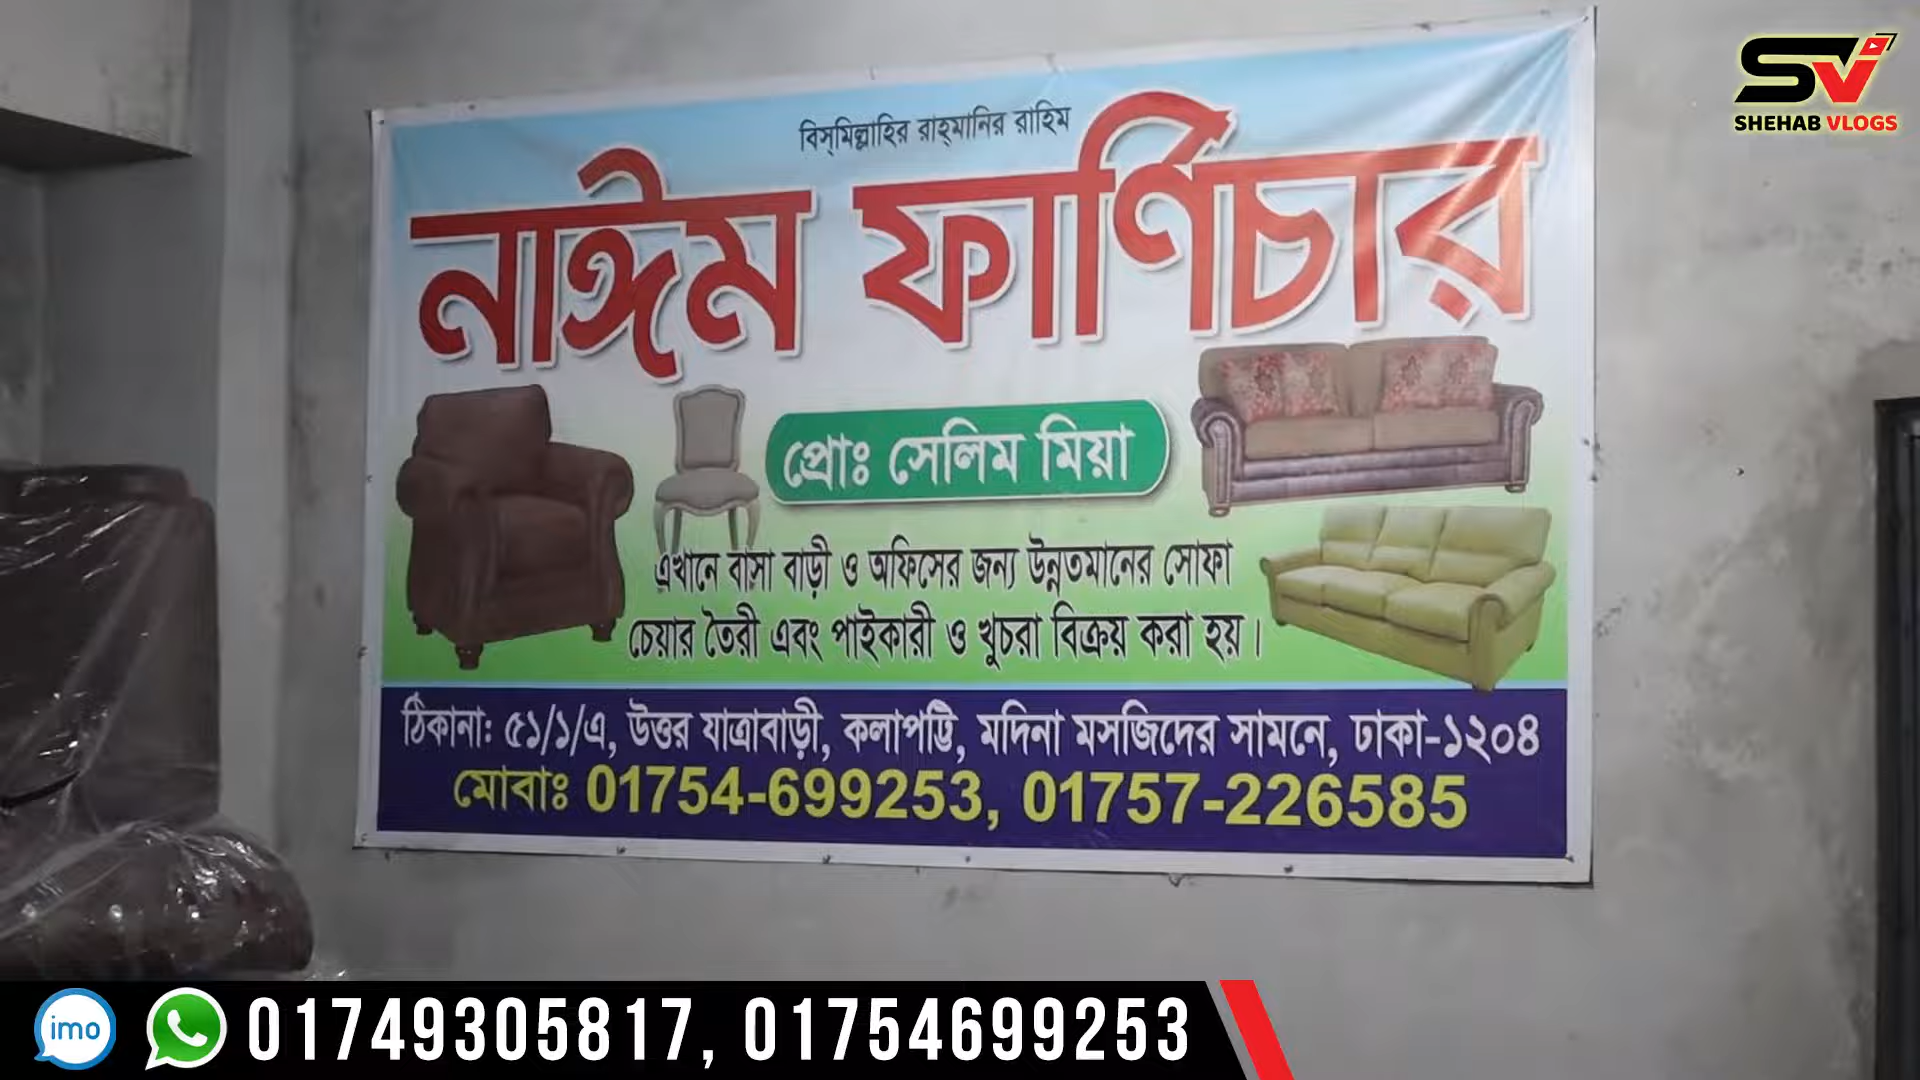 বিস্‌মিল্লাহির রাহ্‌মানির রাহিম
নাঈম ফার্ণিচার
প্রোঃ সেলিম মিয়া
এখানে বাসা বাড়ী ও অফিসের জন্য উন্নতমানের সোফা
চেয়ার তৈরী এবং পাইকারী ও খুচরা বিক্রয় করা হয়।
ঠিকানা: ৫১/১/এ, উত্তর যাত্রাবাড়ী, কলাপট্টি, মদিনা মসজিদের সামনে, ঢাকা-১২০৪
মোবাঃ 01754-699253, 01757-226585
SV
SHEHAB VLOGS
imo 01749305817, 01754699253